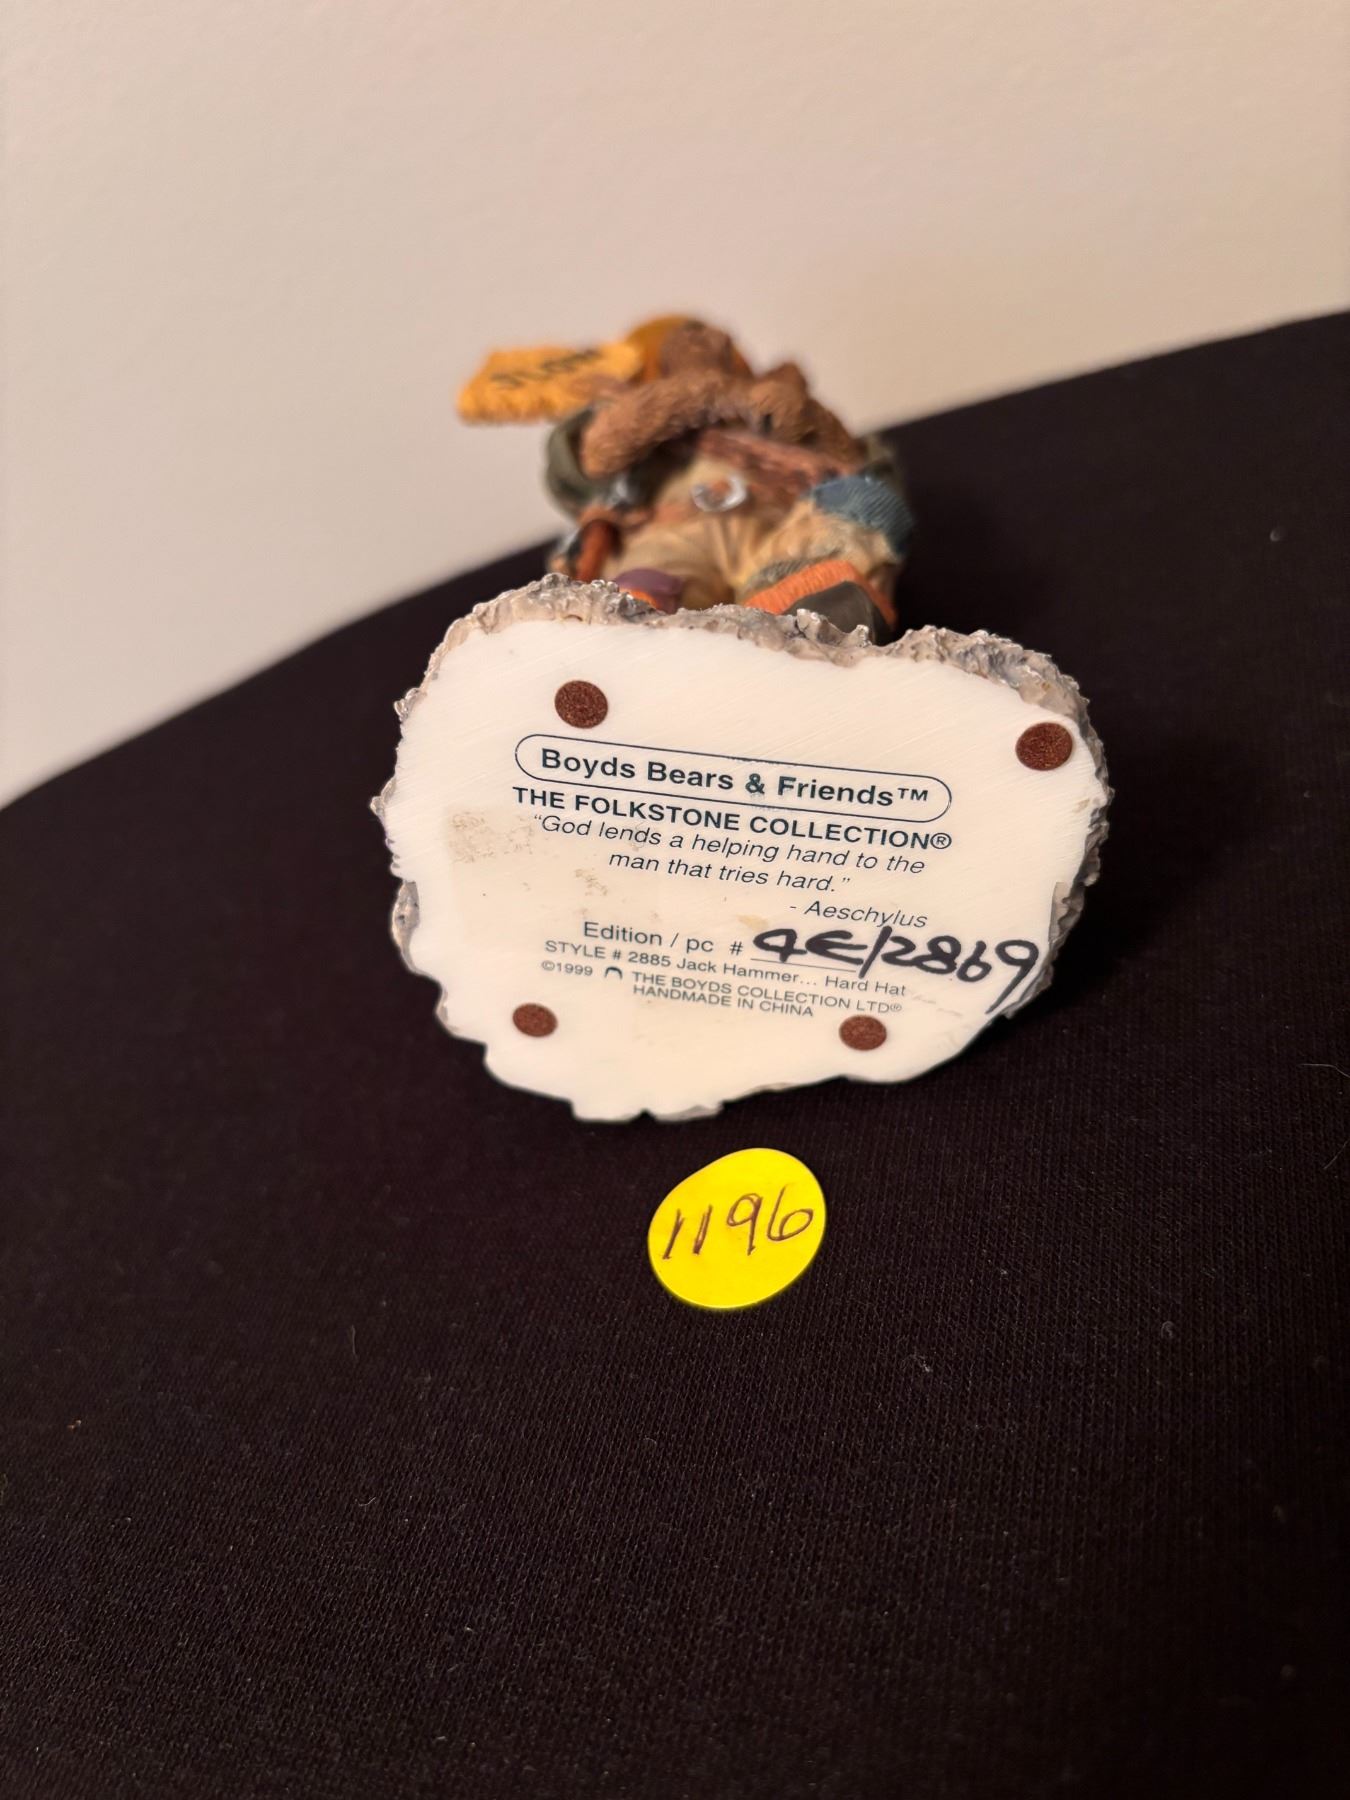 Boyds Bears & Friends™
THE FOLKSTONE COLLECTION®
"God lends a helping hand to the
man that tries hard."
- Aeschylus
Edition / pc # 4E/2869
STYLE # 2885 Jack Hammer... Hard Hat
©1999 THE BOYDS COLLECTION LTD®
HANDMADE IN CHINA
1196